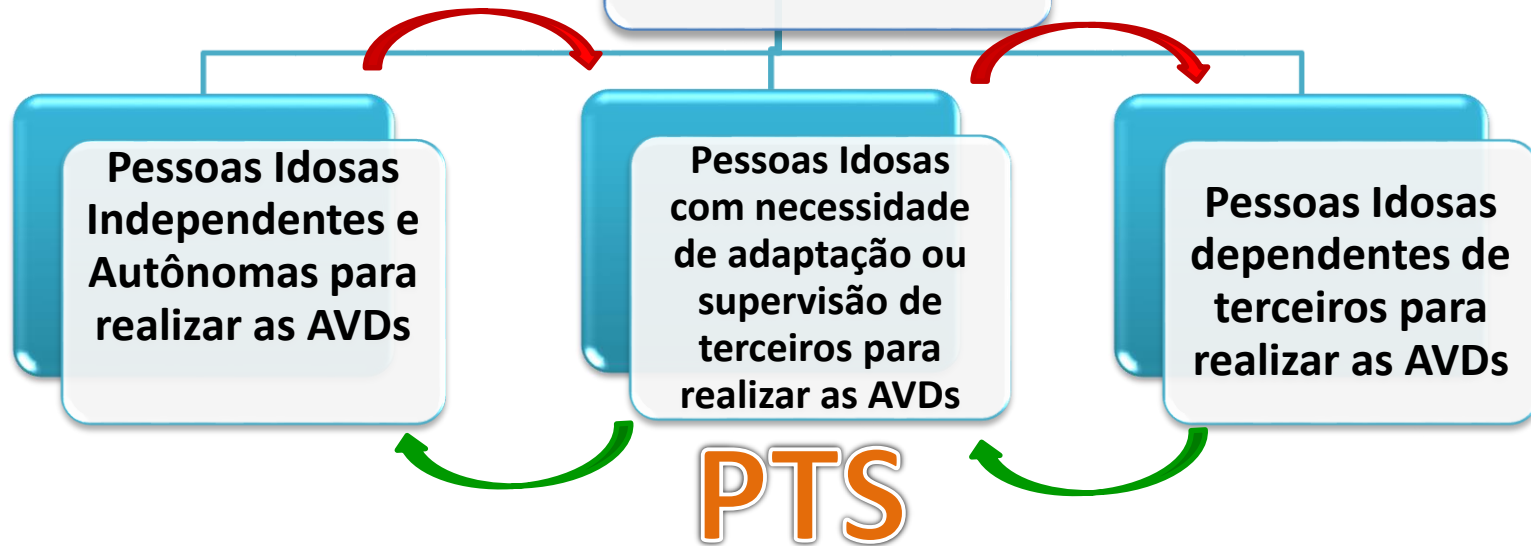 Pessoas Idosas
Independentes e
Autônomas para
realizar as AVDs
Pessoas Idosas
com necessidade
de adaptação ou
supervisão de
terceiros para
realizar as AVDs
Pessoas Idosas
dependentes de
terceiros para
realizar as AVDs
PTS